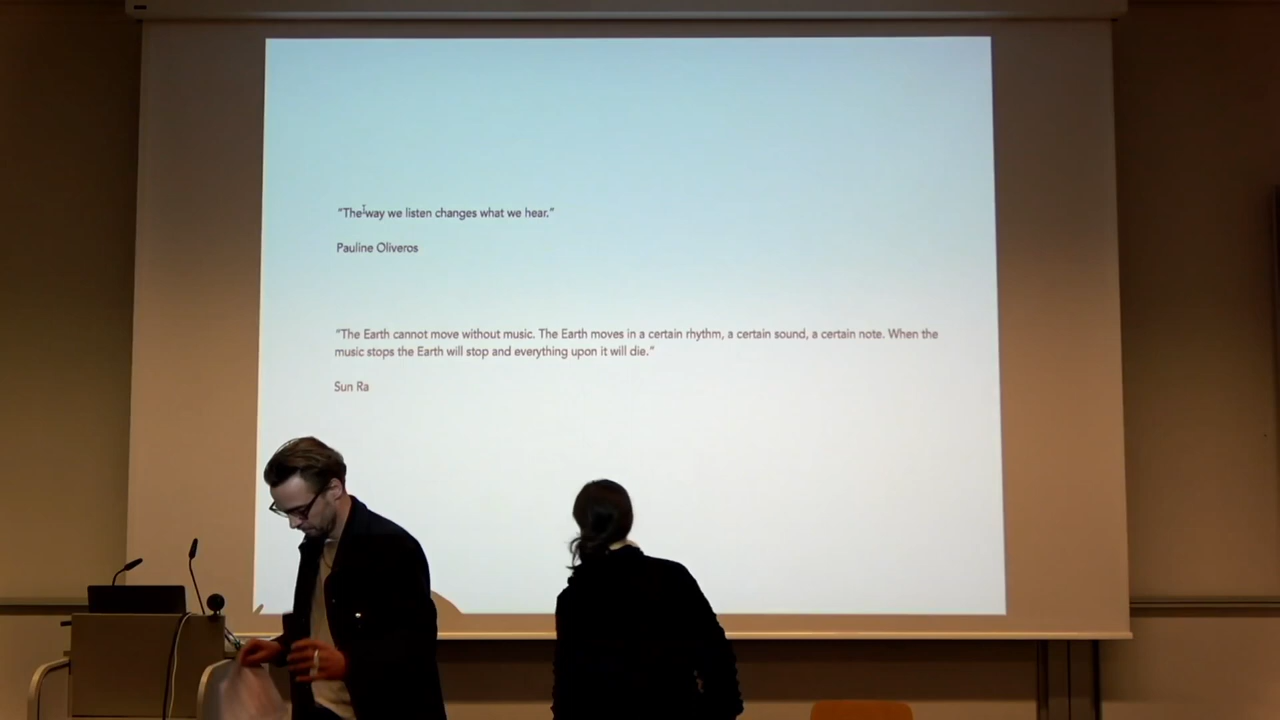 “The way we listen changes what we hear.”
Pauline Oliveros
“The Earth cannot move without music. The Earth moves in a certain rhythm, a certain sound, a certain note. When the
music stops the Earth will stop and everything upon it will die.”
Sun Ra